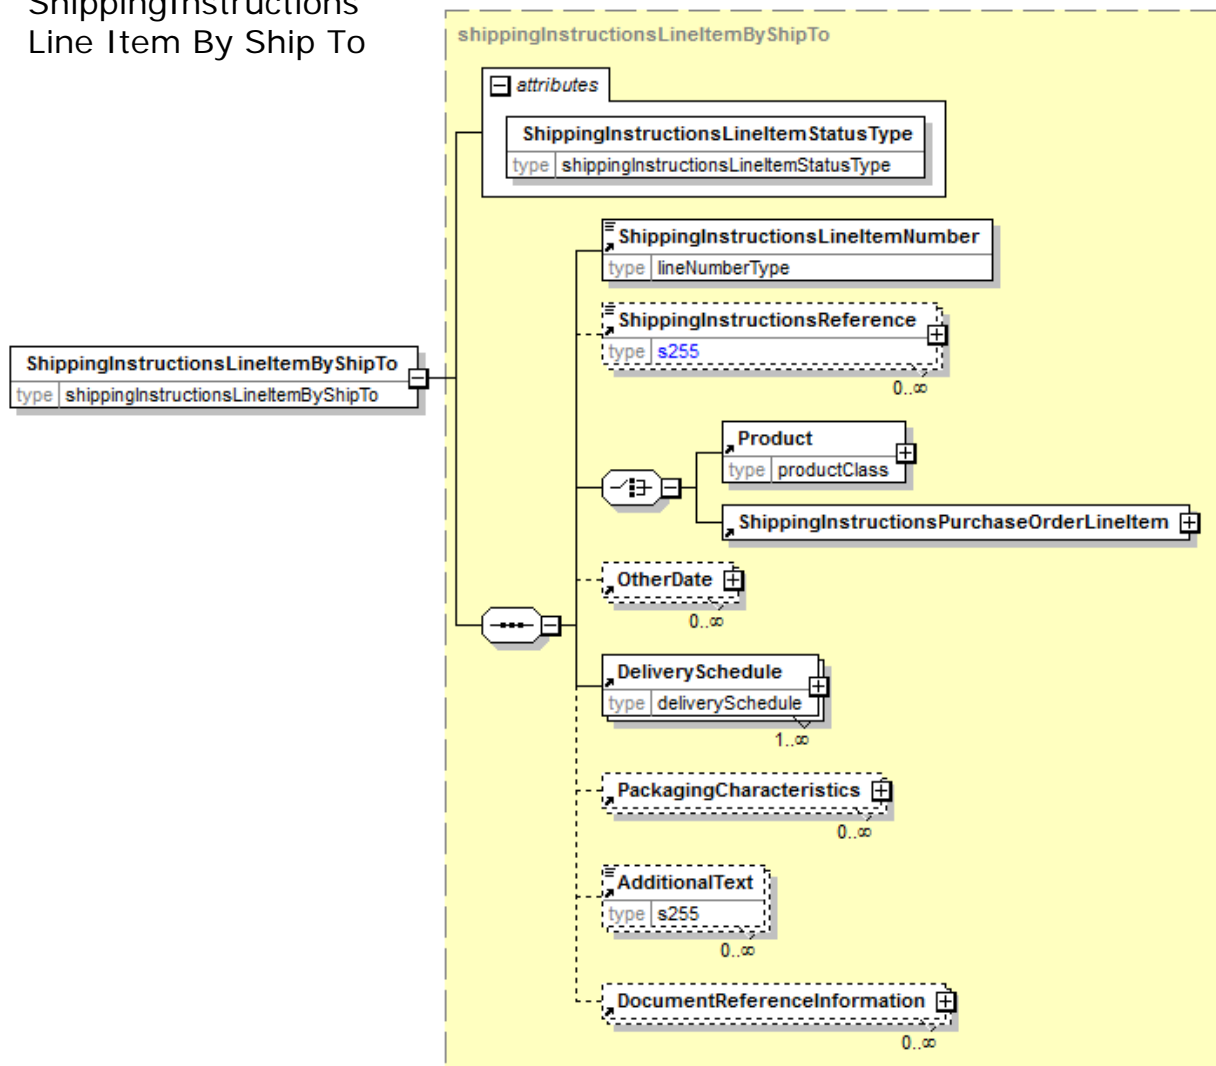 ShippingInstructions
Line Item By Ship To
shippingInstructionsLineItemByShipTo
attributes
ShippingInstructionsLineItemStatusType
type shippingInstructionsLineItemStatusType
ShippingInstructionsLineItemNumber
type lineNumberType
ShippingInstructionsReference
type s255
0..∞
ShippingInstructionsLineItemByShipTo
type shippingInstructionsLineItemByShipTo
Product
type productClass
ShippingInstructionsPurchaseOrderLineItem
OtherDate
0..∞
DeliverySchedule
type deliverySchedule
1..∞
PackagingCharacteristics
0..∞
AdditionalText
type s255
0..∞
DocumentReferenceInformation
0..∞